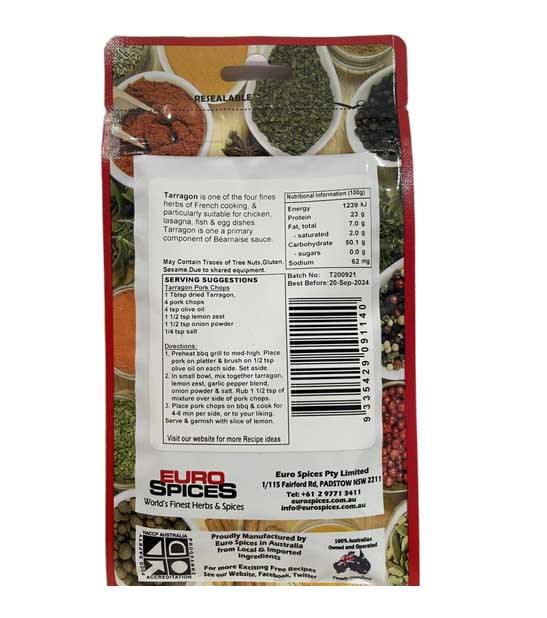 RESEALABLE
Tarragon is one of the four fines
herbs of French cooking, &
particularly suitable for chicken,
lasagna, fish & egg dishes.
Tarragon is one a primary
component of Béarnaise sauce.
May Contain Traces of Tree Nuts,Gluten,
Sesame.Due to shared equipment.
SERVING SUGGESTIONS
Tarragon Pork Chops
1 Tblsp dried Tarragon,
4 pork chops
4 tsp olive oil
1 1/2 tsp lemon zest
1 1/2 tsp onion powder
1/4 tsp salt
Directions:
1. Preheat bbq grill to med-high. Place
pork on platter & brush on 1/2 tsp
olive oil on each side. Set aside.
2. In small bowl, mix together tarragon,
lemon zest, garlic pepper blend,
onion powder & salt. Rub 1 1/2 tsp of
mixture over side of pork chops.
3. Place pork chops on bbq & cook for
4-6 min per side, or to your liking.
Serve & garnish with slice of lemon.
Visit our website for more Recipe ideas
Nutritional Information (100g)
Energy 1239 kJ
Protein 23 g
Fat, total 7.0 g
- saturated 2.0 g
Carbohydrate 50.1 g
- sugars 0.0 g
Sodium 62 mg
Batch No: T200921
Best Before:20-Sep-2024
9 335429 091140
EURO
SPICES
World's Finest Herbs & Spices
Euro Spices Pty Limited
1/115 Fairford Rd, PADSTOW NSW 2211
Tel: +61 2 9771 3411
eurospices.com.au
info@eurospices.com.au
HACCP AUSTRALIA
FOOD SAFETY
PROGRAMME
ACCREDITATION
Proudly Manufactured by
Euro Spices in Australia
from Local & Imported
Ingredients
For more Exciting Free Recipes
See our Website, Facebook, Twitter
100% Australian
Owned and Operated